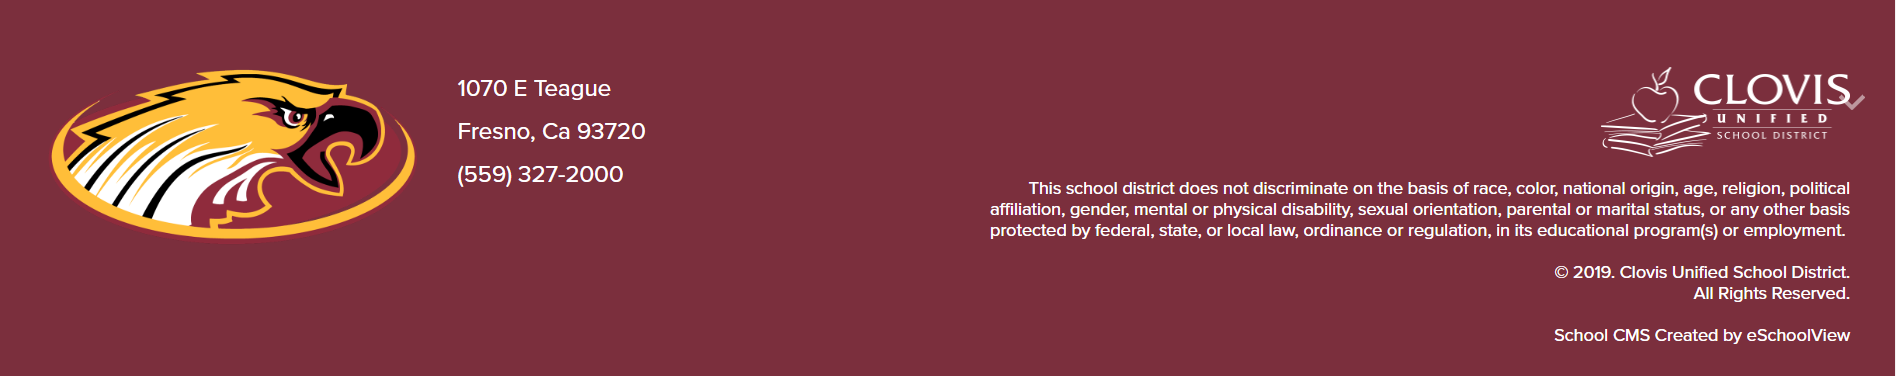 1070 E Teague
Fresno, Ca 93720
(559) 327-2000
CLOVIS
UNIFIED
SCHOOL DISTRICT
This school district does not discriminate on the basis of race, color, national origin, age, religion, political
affiliation, gender, mental or physical disability, sexual orientation, parental or marital status, or any other basis
protected by federal, state, or local law, ordinance or regulation, in its educational program(s) or employment.
© 2019. Clovis Unified School District.
All Rights Reserved.
School CMS Created by eSchoolView